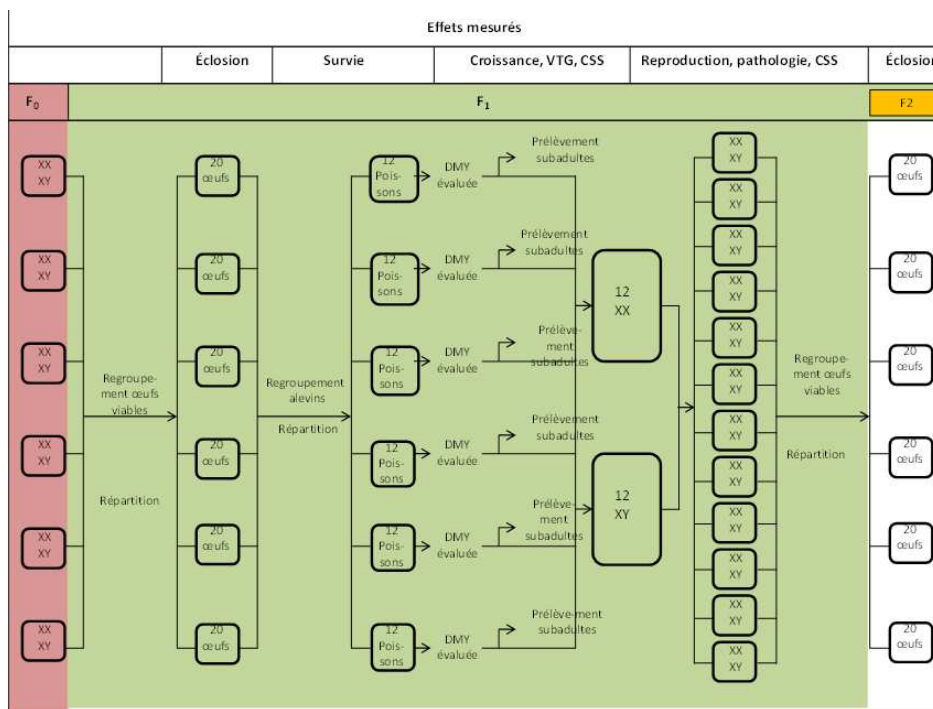 Effets mesurés
Éclosion
Survie
Croissance, VTG, CSS
Reproduction, pathologie, CSS
Éclosion
F0
F1
F2
XX
XY
XX
XY
XX
XY
XX
XY
XX
XY
XX
XY
Regroupe-
ment œufs
viables
Répartition
20
œufs
20
œufs
20
œufs
20
œufs
20
œufs
20
œufs
Regroupement
alevins
Répartition
12
Pois-
sons
12
Pois-
sons
12
Pois-
sons
12
Pois-
sons
12
Pois-
sons
12
Pois-
sons
DMY
évaluée
DMY
évaluée
DMY
évaluée
DMY
évaluée
DMY
évaluée
DMY
évaluée
Prélèvement
subadultes
Prélèvement
subadultes
Prélève-
ment
subadultes
Prélèvement
subadultes
Prélève-
ment
subadultes
Prélève-ment
subadultes
12
XX
12
XY
XX
XY
XX
XY
XX
XY
XX
XY
XX
XY
XX
XY
XX
XY
XX
XY
XX
XY
XX
XY
XX
XY
XX
XY
Regroupe-
ment œufs
viables
Répartition
20
œufs
20
œufs
20
œufs
20
œufs
20
œufs
20
œufs